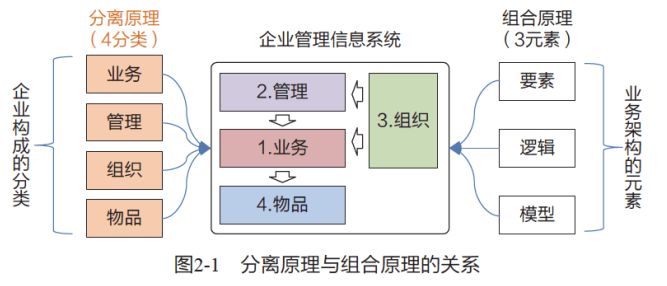 分离原理
（4分类）
企业构成的分类
业务
管理
组织
物品
企业管理信息系统
2.管理
1.业务
4.物品
3.组织
组合原理
（3元素）
要素
逻辑
模型
业务架构的元素
图2-1 分离原理与组合原理的关系